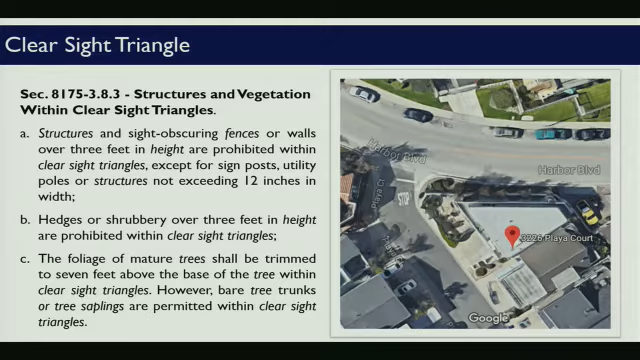 Clear Sight Triangle
Sec. 8175-3.8.3 - Structures and Vegetation
Within Clear Sight Triangles.
a. Structures and sight-obscuring fences or walls
over three feet in height are prohibited within
clear sight triangles, except for sign posts, utility
poles or structures not exceeding 12 inches in
width;
b. Hedges or shrubbery over three feet in height
are prohibited within clear sight triangles;
c. The foliage of mature trees shall be trimmed
to seven feet above the base of the tree within
clear sight triangles. However, bare tree trunks
or tree saplings are permitted within clear sight
triangles.
Harbor Blvd
Harbor Blvd
Playa Ct
STOP
3226 Playa Court
Google